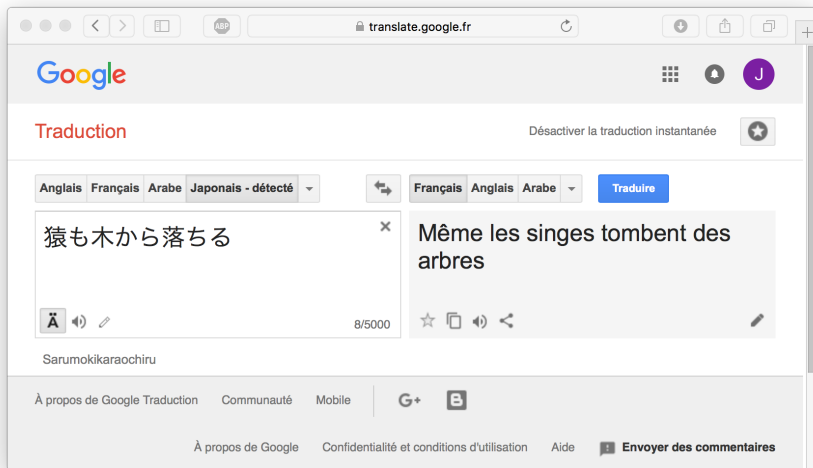 ABP
translate.google.fr
Google
J
Traduction
Désactiver la traduction instantanée
Anglais Français Arabe Japonais - détecté
Français Anglais Arabe
Traduire
猿も木から落ちる
Même les singes tombent des
arbres
Ä
8/5000
Sarumokikaraochiru
À propos de Google Traduction Communauté Mobile G+
À propos de Google Confidentialité et conditions d'utilisation Aide Envoyer des commentaires